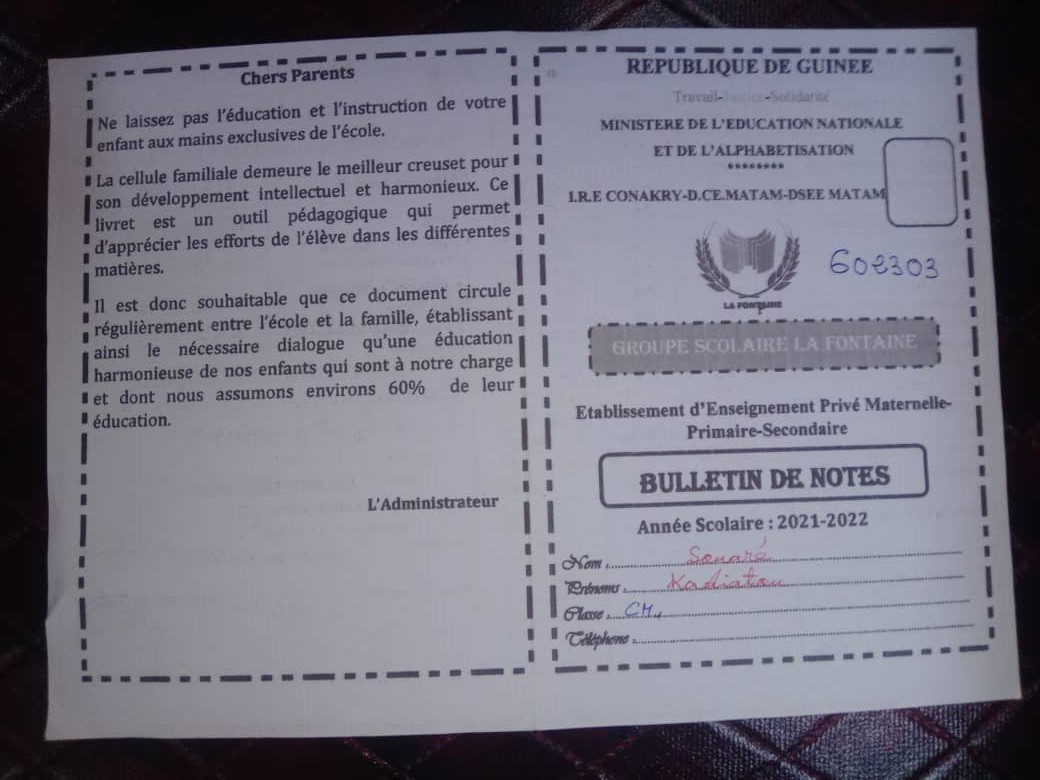 Chers Parents
Ne laissez pas l'éducation et l'instruction de votre
enfant aux mains exclusives de l'école.
La cellule familiale demeure le meilleur creuset pour
son développement intellectuel et harmonieux. Ce
livret est un outil pédagogique qui permet
d'apprécier les efforts de l'élève dans les différentes
matières.
Il est donc souhaitable que ce document circule
régulièrement entre l'école et la famille, établissant
ainsi le nécessaire dialogue qu'une éducation
harmonieuse de nos enfants qui sont à notre charge
et dont nous assumons environs 60% de leur
éducation.
L'Administrateur
REPUBLIQUE DE GUINEE
Travail-Justice-Solidarité
MINISTERE DE L'EDUCATION NATIONALE
ET DE L'ALPHABETISATION
********
I.R.E CONAKRY-D.CE.MATAM-DSEE MATAM
LA FONTAINE
602303
GROUPE SCOLAIRE LA FONTAINE
Etablissement d'Enseignement Privé Maternelle-
Primaire-Secondaire
BULLETIN DE NOTES
Année Scolaire : 2021-2022
Nom : Souaré
Prénoms : Kadiatou
Classe : CM
Téléphone :